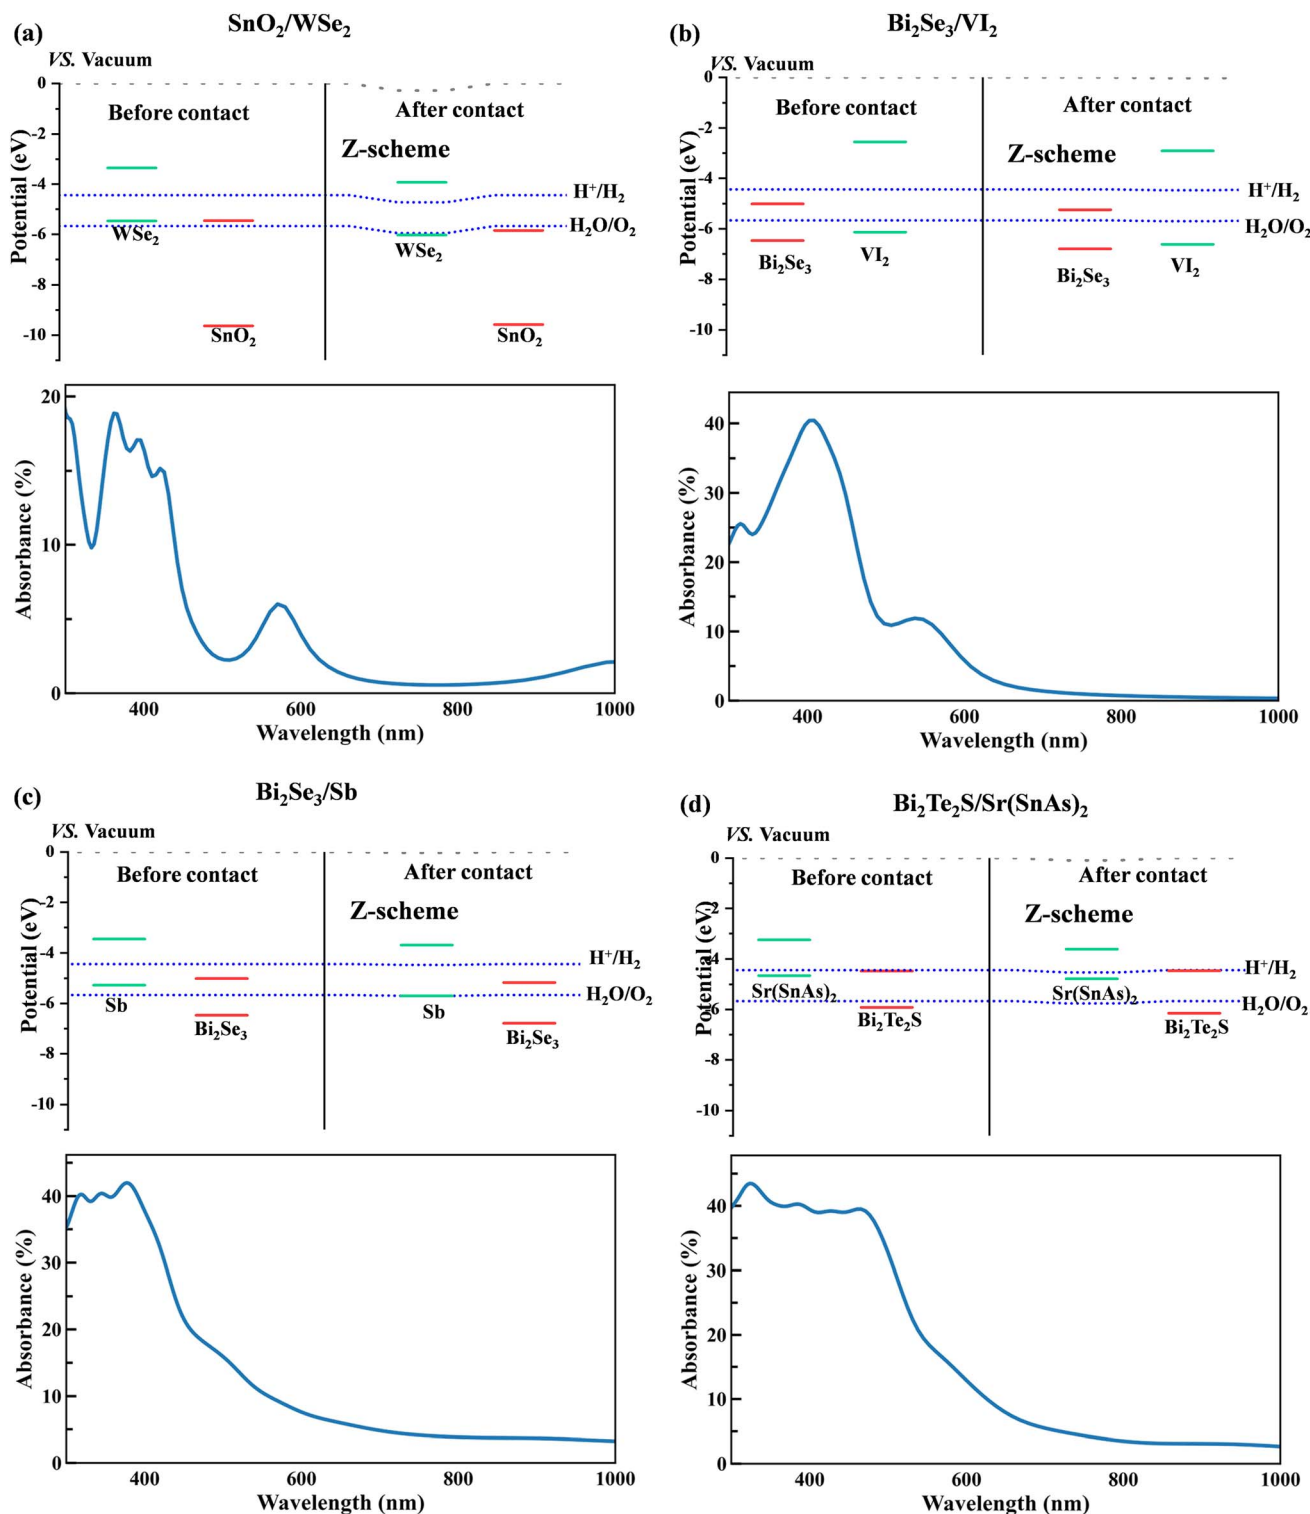 (a)
SnO₂/WSe₂
VS. Vacuum
Before contact
After contact
Z-scheme
H⁺/H₂
H₂O/O₂
WSe₂
WSe₂
SnO₂
SnO₂
0
-2
-4
-6
-8
-10
Potential (eV)
20
10
0
Absorbance (%)
400
600
800
1000
Wavelength (nm)
(b)
Bi₂Se₃/VI₂
VS. Vacuum
Before contact
After contact
Z-scheme
H⁺/H₂
H₂O/O₂
Bi₂Se₃
VI₂
Bi₂Se₃
VI₂
0
-2
-4
-6
-8
-10
Potential (eV)
40
30
20
10
0
Absorbance (%)
400
600
800
1000
Wavelength (nm)
(c)
Bi₂Se₃/Sb
VS. Vacuum
Before contact
After contact
Z-scheme
H⁺/H₂
H₂O/O₂
Sb
Bi₂Se₃
Sb
Bi₂Se₃
0
-2
-4
-6
-8
-10
Potential (eV)
40
30
20
10
0
Absorbance (%)
400
600
800
1000
Wavelength (nm)
(d)
Bi₂Te₂S/Sr(SnAs)₂
VS. Vacuum
Before contact
After contact
Z-scheme
H⁺/H₂
H₂O/O₂
Sr(SnAs)₂
Bi₂Te₂S
Sr(SnAs)₂
Bi₂Te₂S
0
-2
-4
-6
-8
-10
Potential (eV)
40
30
20
10
0
Absorbance (%)
400
600
800
1000
Wavelength (nm)